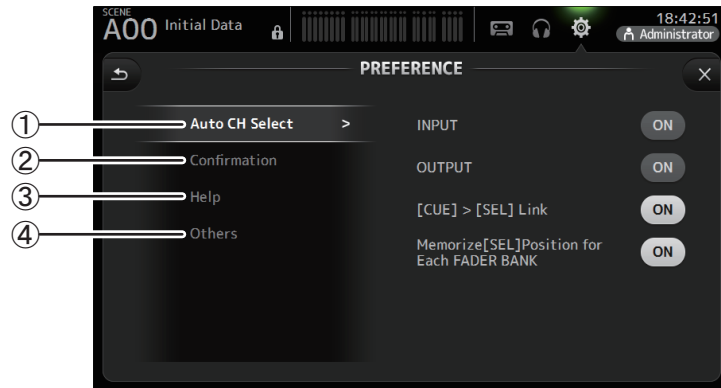 SCENE
A00 Initial Data
18:42:51
Administrator
PREFERENCE
① Auto CH Select >
② Confirmation
③ Help
④ Others
INPUT ON
OUTPUT ON
[CUE] > [SEL] Link ON
Memorize[SEL]Position for
Each FADER BANK ON